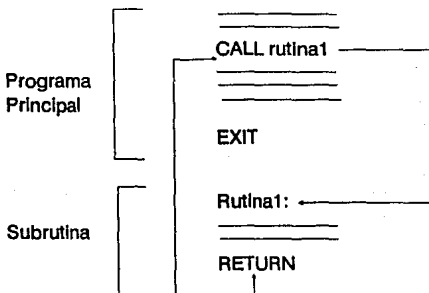 CALL rutina1
Programa
Principal
EXIT
Rutina1:
Subrutina
RETURN